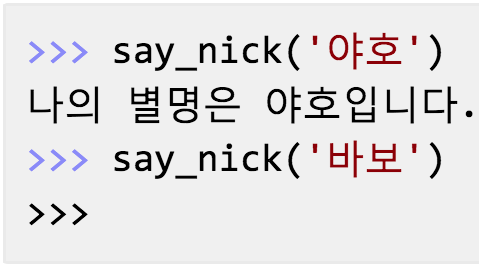 >>> say_nick('야호')
나의 별명은 야호입니다.
>>> say_nick('바보')
>>>